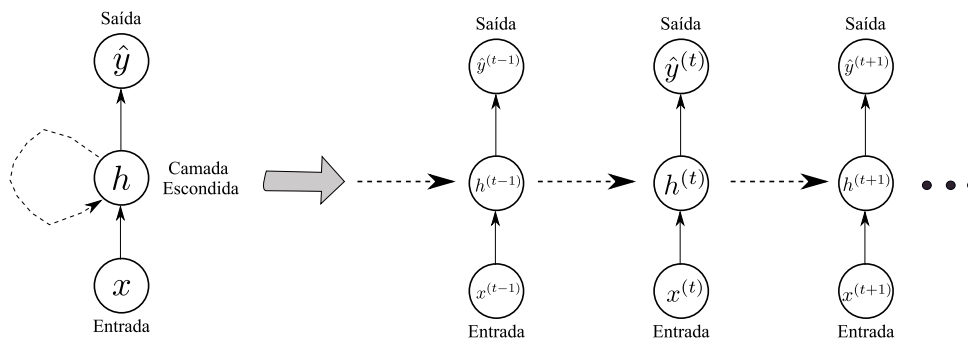 Saída
ŷ
h
Camada
Escondida
x
Entrada
Saída
ŷ^(t−1)
h^(t−1)
x^(t−1)
Entrada
Saída
ŷ^(t)
h^(t)
x^(t)
Entrada
Saída
ŷ^(t+1)
h^(t+1)
x^(t+1)
Entrada